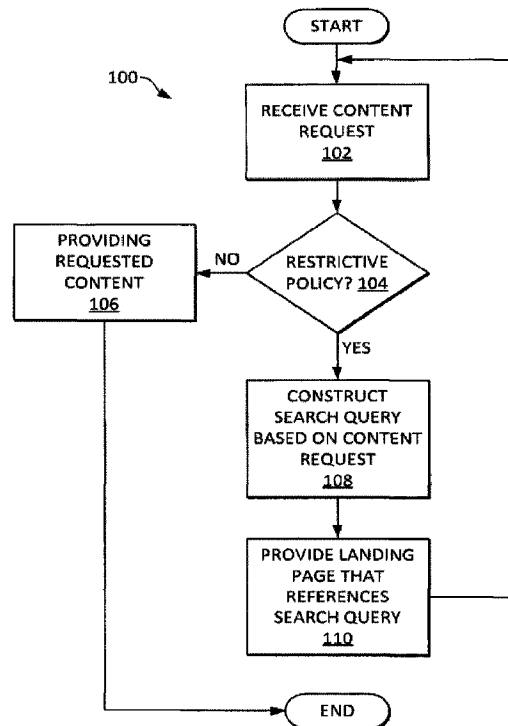 START
100
RECEIVE CONTENT
REQUEST
102
PROVIDING
REQUESTED
CONTENT
106
NO
RESTRICTIVE
POLICY? 104
YES
CONSTRUCT
SEARCH QUERY
BASED ON CONTENT
REQUEST
108
PROVIDE LANDING
PAGE THAT
REFERENCES
SEARCH QUERY
110
END